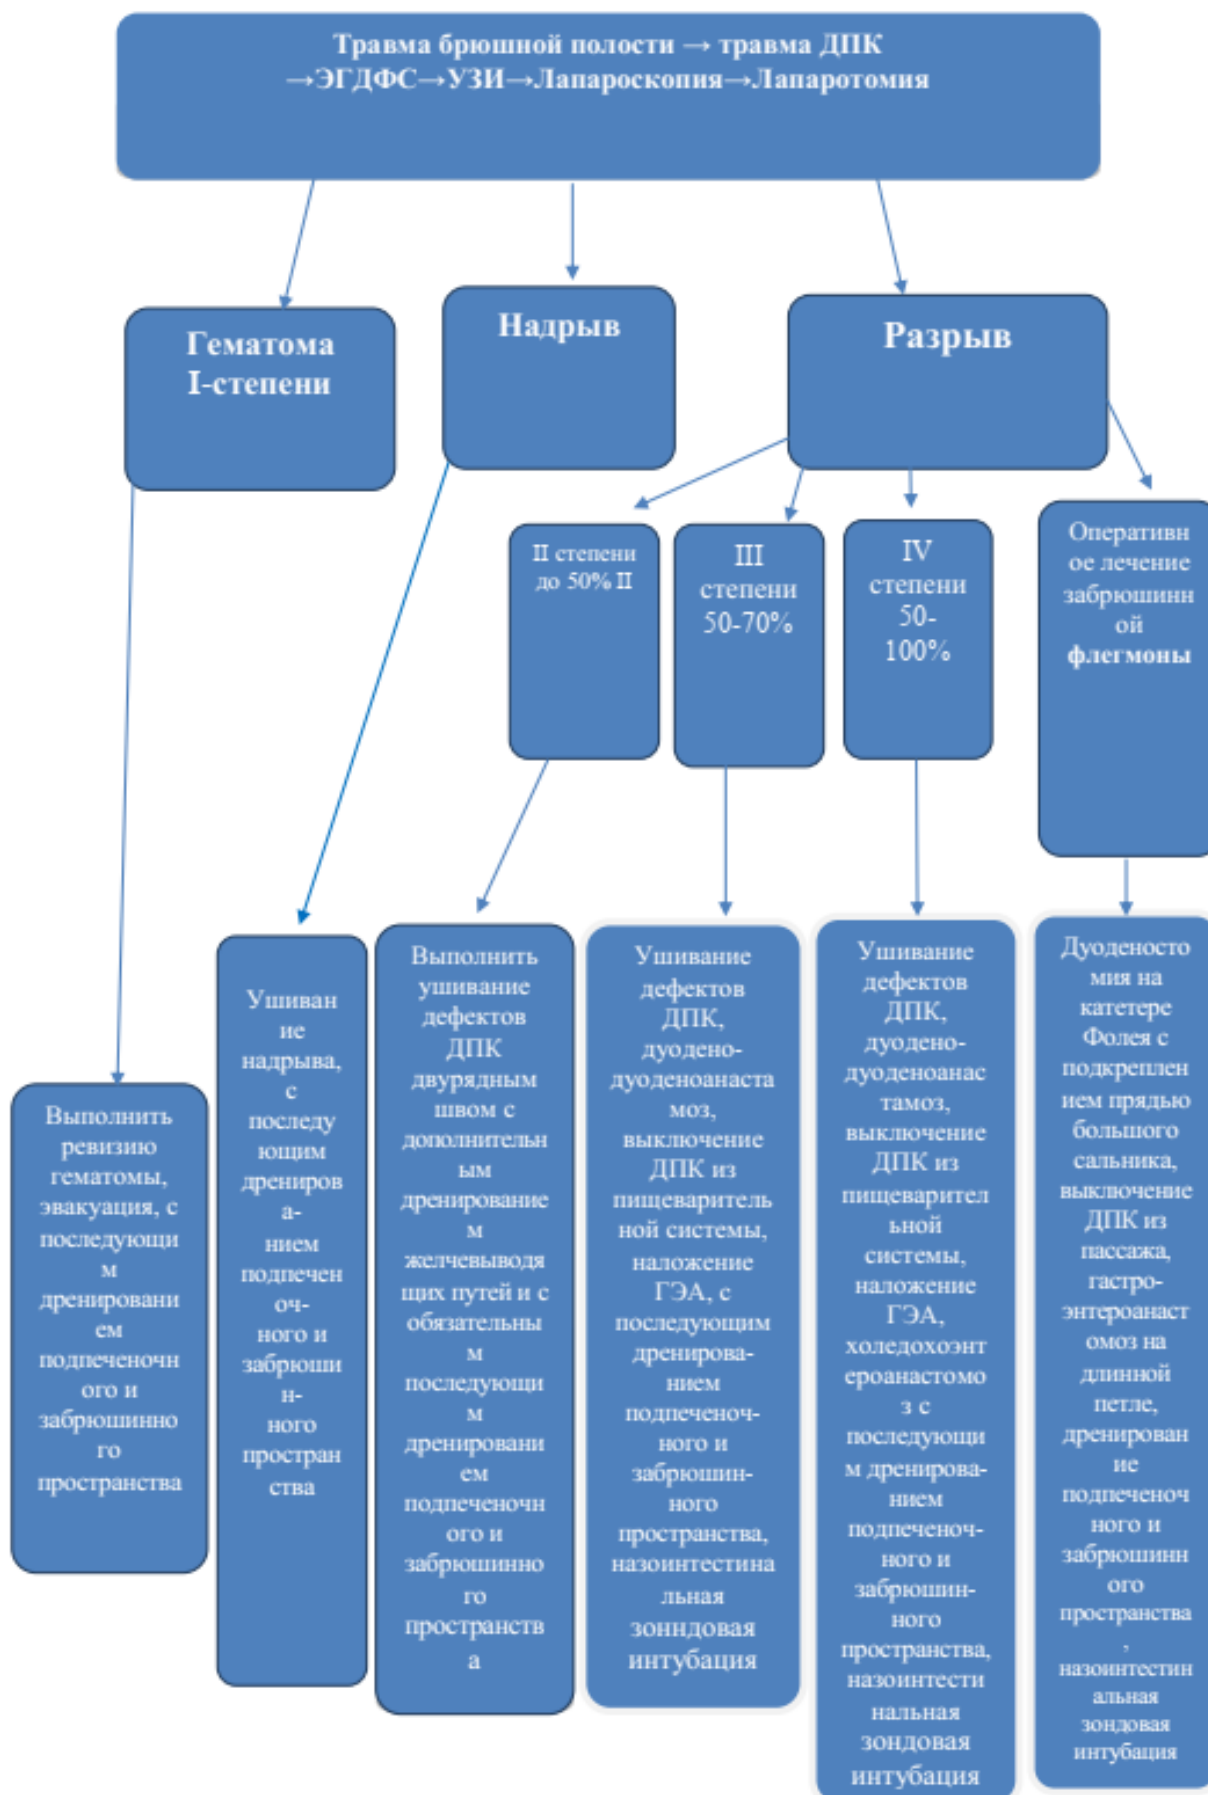 Травма брюшной полости → травма ДПК
→ЭГДФС→УЗИ→Лапароскопия→Лапаротомия
Гематома
I-степени
Надрыв
Разрыв
II степени
до 50% II
III
степени
50-70%
IV
степени
50-
100%
Оперативн
ое лечение
забрюшинн
ой
флегмоны
Выполнить
ревизию
гематомы,
эвакуация, с
последующи
м
дренировани
ем
подпеченочн
ого и
забрюшинно
го
пространства
Ушиван
ие
надрыва,
с
последу
ющим
дрениров
а-
нием
подпечен
оч-
ного и
забрюши
н-
ного
простран
ства
Выполнить
ушивание
дефектов
ДПК
двурядным
швом с
дополнительн
ым
дренирование
м
желчевыводя
щих путей и с
обязательны
м
последующи
м
дренировани
ем
подпеченочн
ого и
забрюшинно
го
пространств
а
Ушивание
дефектов
ДПК,
дуодено-
дуоденоанаста
моз,
выключение
ДПК из
пищеваритель
ной системы,
наложение
ГЭА, с
последующим
дренирова-
нием
подпеченоч-
ного и
забрюшин-
ного
пространства,
назоинтестина
льная
зонндовая
интубация
Ушивание
дефектов
ДПК,
дуодено-
дуоденоанас
тамоз,
выключение
ДПК из
пищеварител
ьной
системы,
наложение
ГЭА,
холедохоэнт
ероанастомо
з с
последующи
м дренирова-
нием
подпеченоч-
ного и
забрюшин-
ного
пространства,
назоинтести
нальная
зондовая
интубация
Дуоденосто
мия на
катетере
Фолея с
подкреплен
ием прядью
большого
сальника,
выключение
ДПК из
пассажа,
гастро-
энтероанаст
омоз на
длинной
петле,
дренирован
ие
подпеченоч
ного и
забрюшинн
ого
пространства
,
назоинтестин
альная
зондовая
интубация